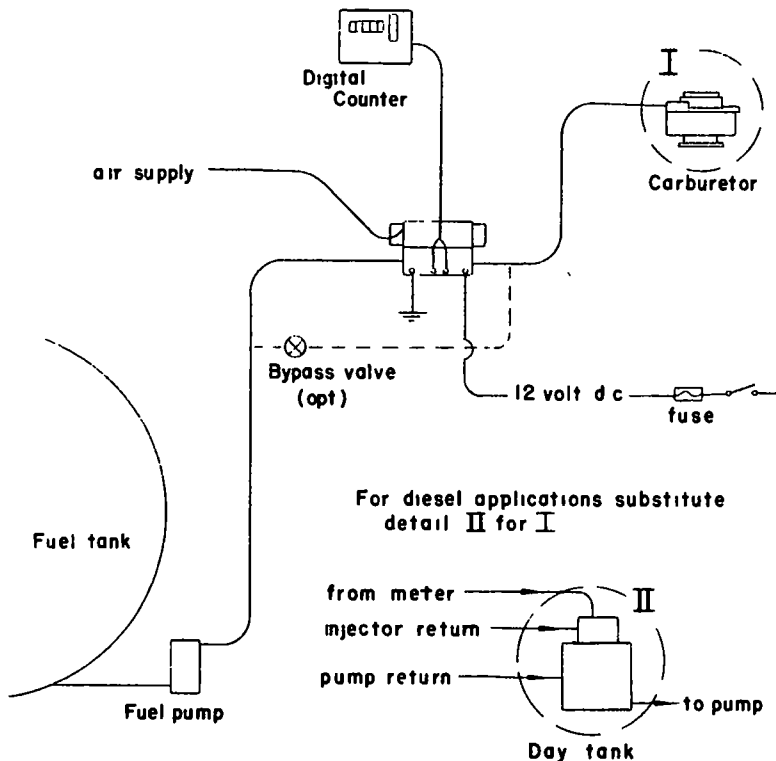 Digital
Counter
I
Carburetor
air supply
Bypass valve
(opt)
12 volt d c
fuse
Fuel tank
For diesel applications substitute
detail II for I
from meter
II
injector return
pump return
to pump
Fuel pump
Day tank